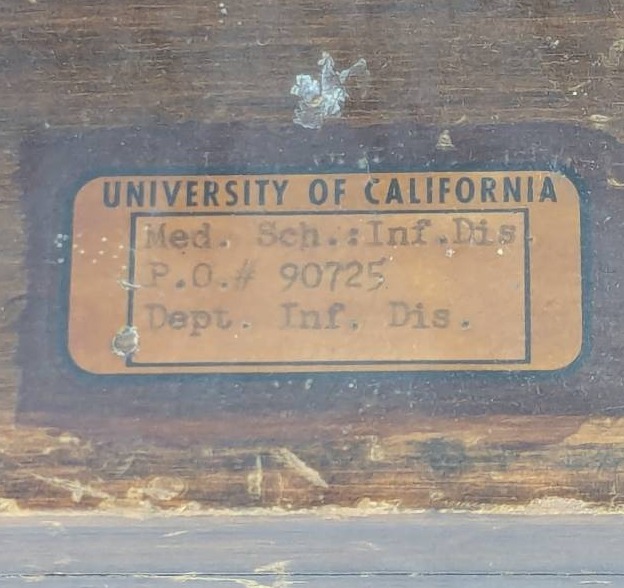 UNIVERSITY OF CALIFORNIA
Med. Sch.:Inf.Dis.
P.O.# 90725
Dept. Inf. Dis.